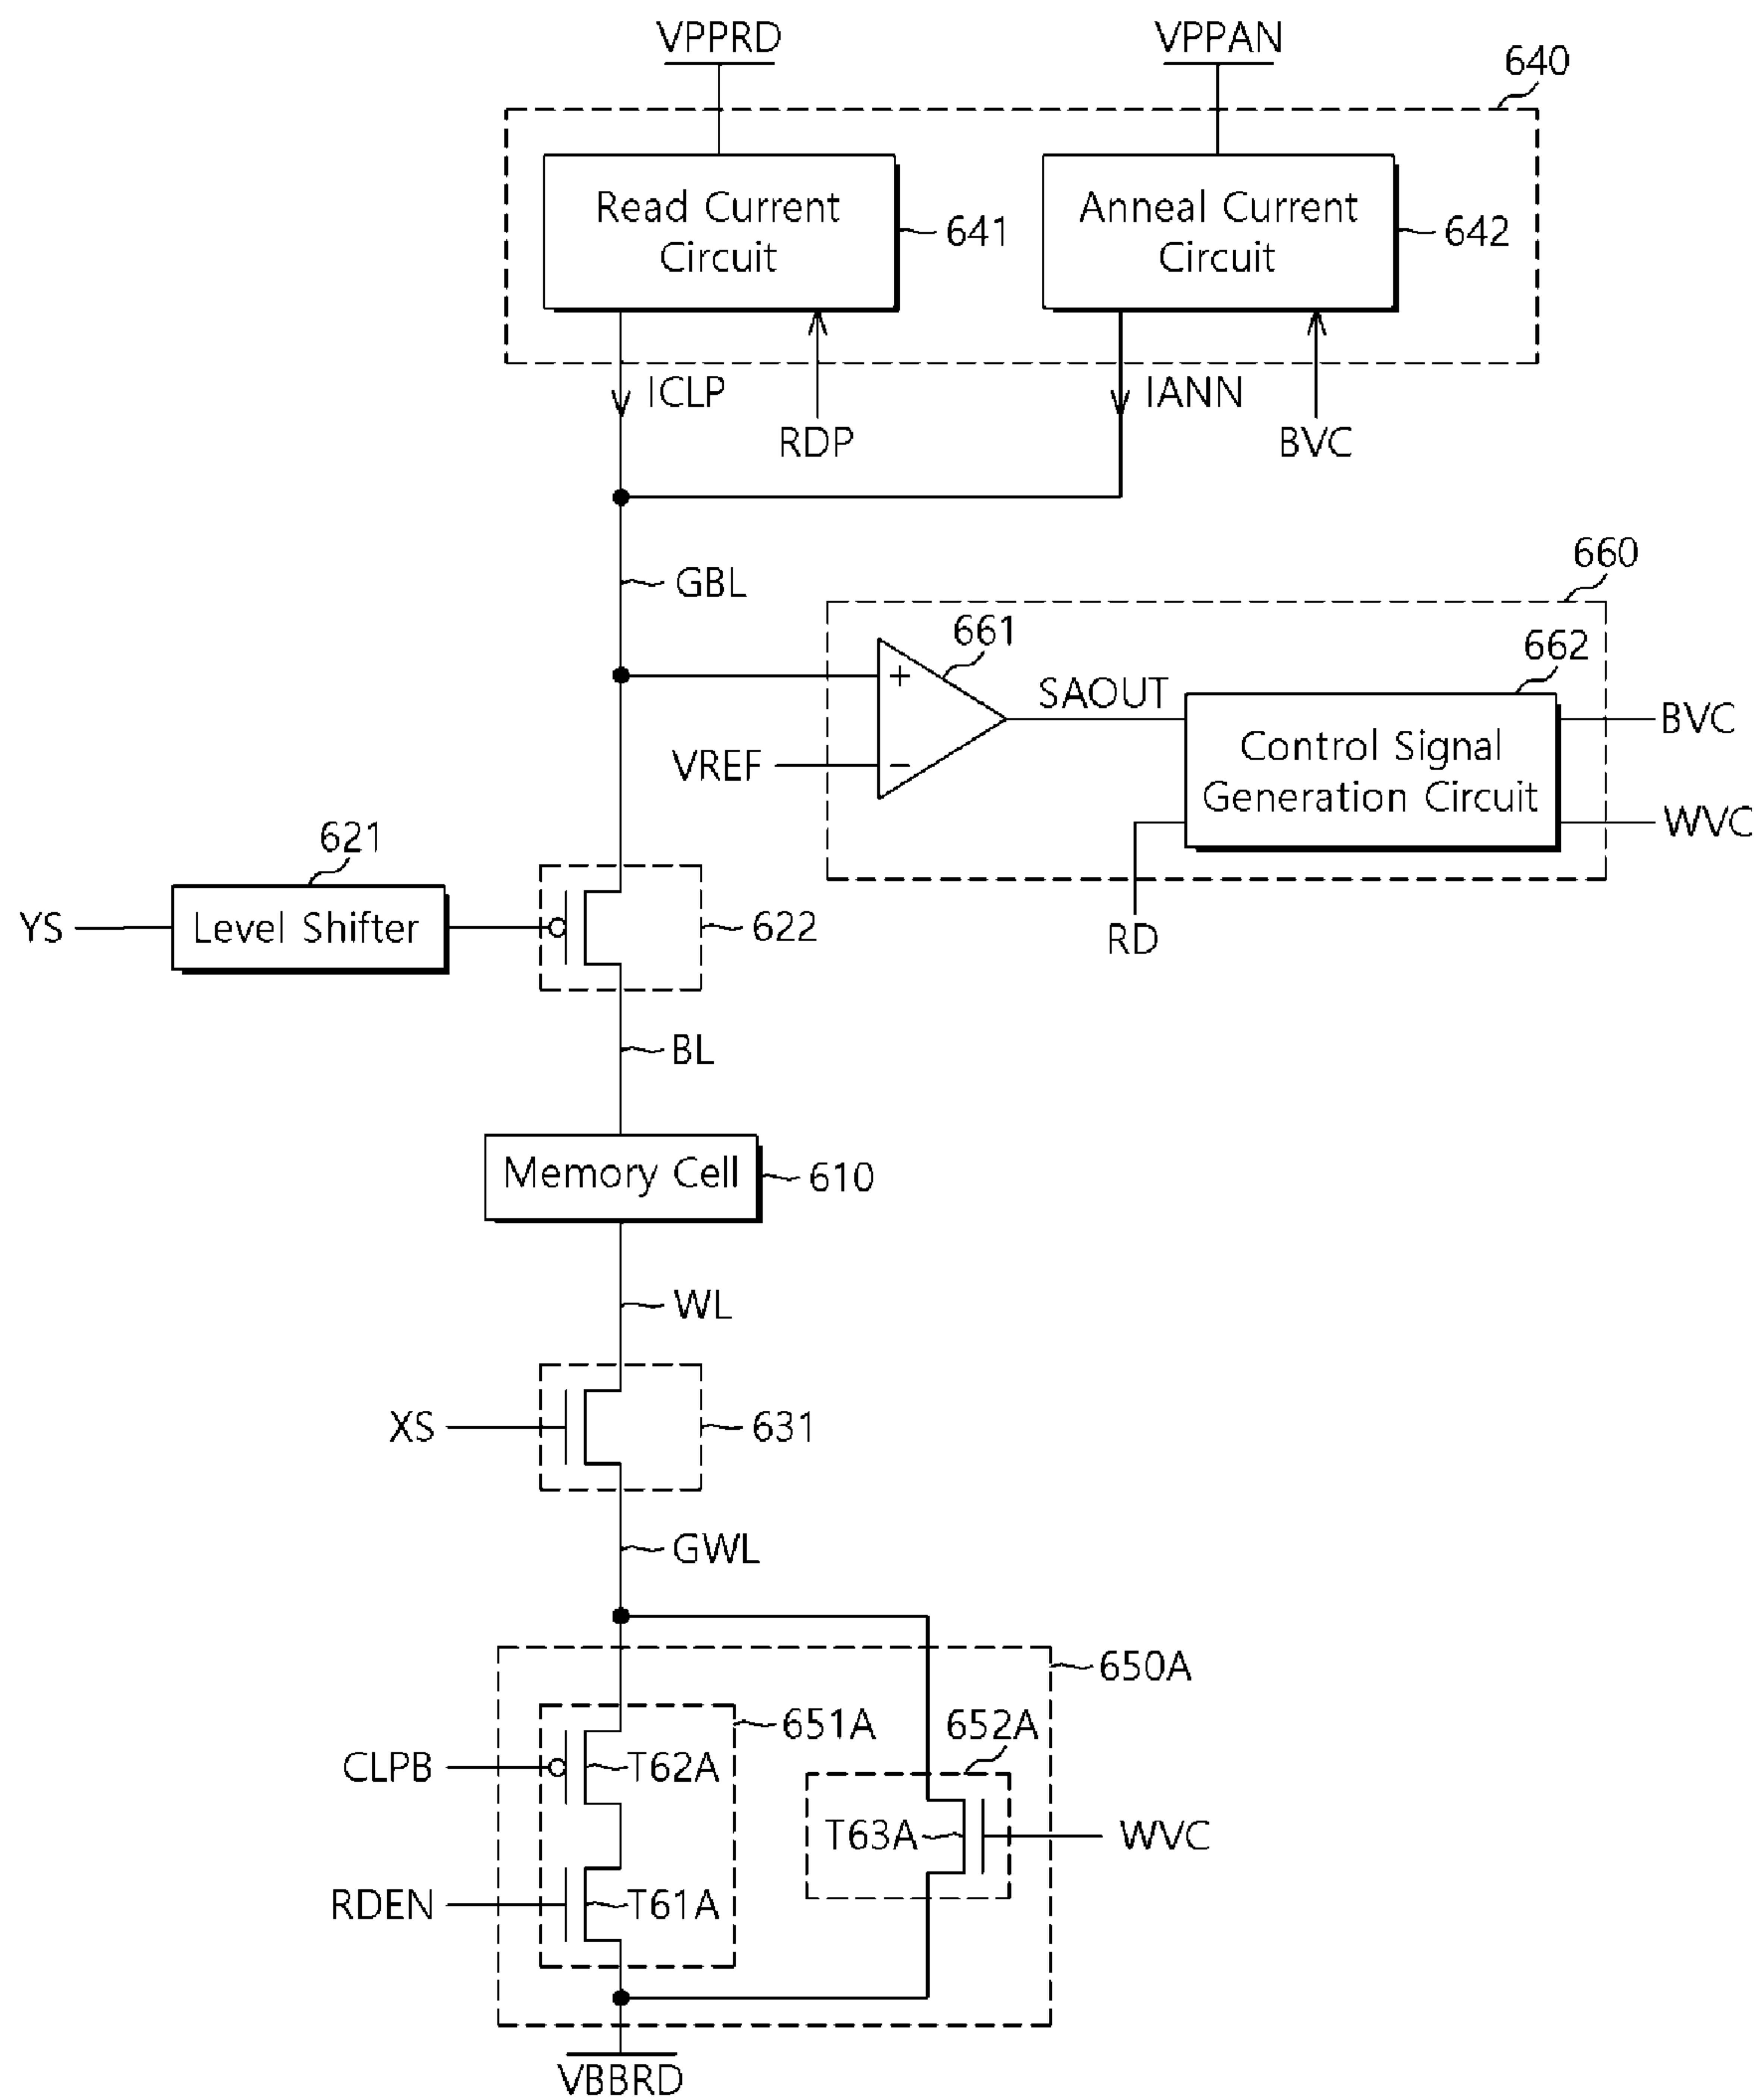 VPPRD
VPPAN
640
Read Current
Circuit
641
Anneal Current
Circuit
642
ICLP
RDP
IANN
BVC
GBL
660
661
662
+
−
SAOUT
VREF
Control Signal
Generation Circuit
BVC
WVC
RD
621
YS
Level Shifter
622
BL
Memory Cell
610
WL
XS
631
GWL
650A
651A
652A
CLPB
T62A
T63A
WVC
RDEN
T61A
VBBRD